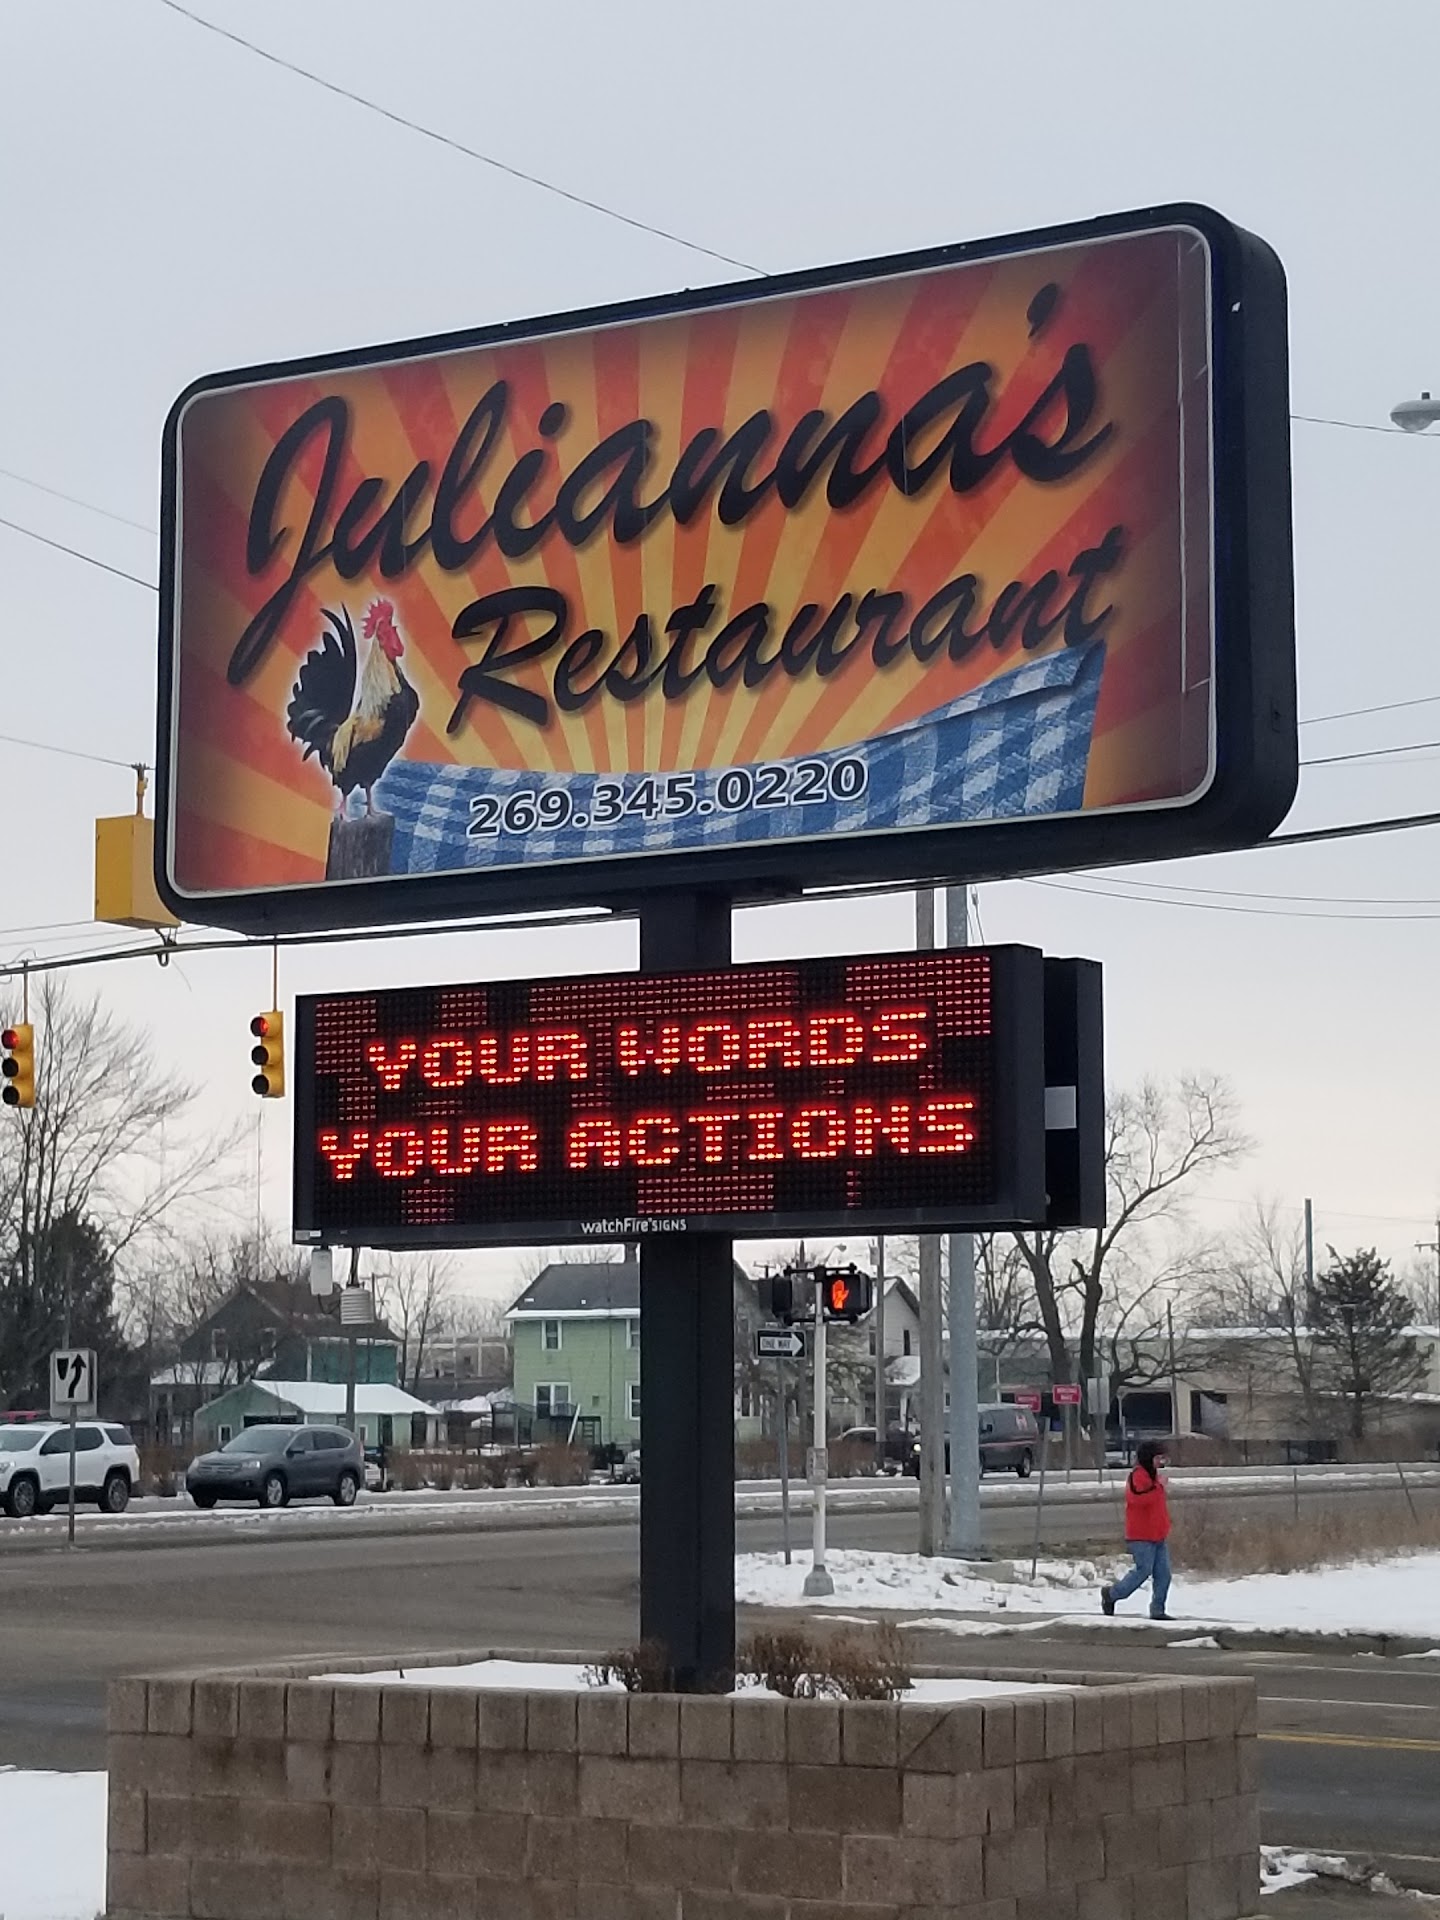 Julianna's
Restaurant
269.345.0220
YOUR WORDS
YOUR ACTIONS
watchFire SIGNS
ONE WAY